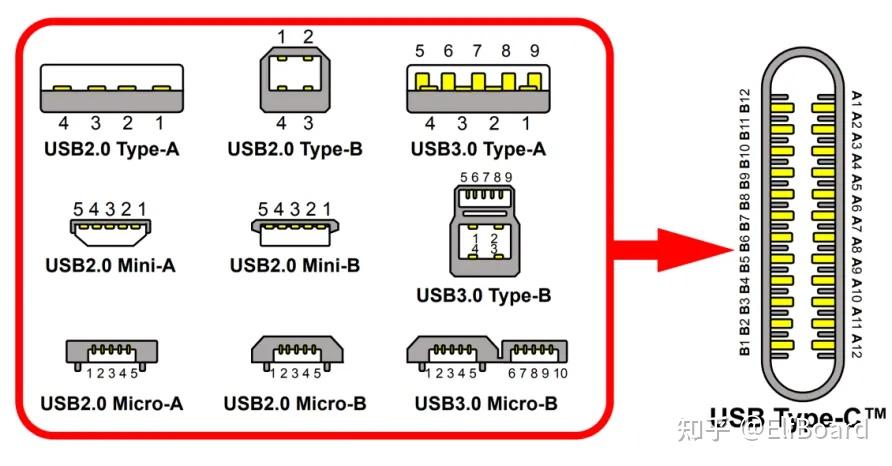 1 2
5 6 7 8 9
4 3 2 1
4 3
4 3 2 1
USB2.0 Type-A
USB2.0 Type-B
USB3.0 Type-A
5 6 7 8 9
1 2
4 3
5 4 3 2 1
5 4 3 2 1
USB2.0 Mini-A
USB2.0 Mini-B
USB3.0 Type-B
1 2 3 4 5
1 2 3 4 5
1 2 3 4 5
6 7 8 9 10
USB2.0 Micro-A
USB2.0 Micro-B
USB3.0 Micro-B
B1 B2 B3 B4 B5 B6 B7 B8 B9 B10 B11 B12
A1 A2 A3 A4 A5 A6 A7 A8 A9 A10 A11 A12
USB Type-C™
知乎 @EliBoard